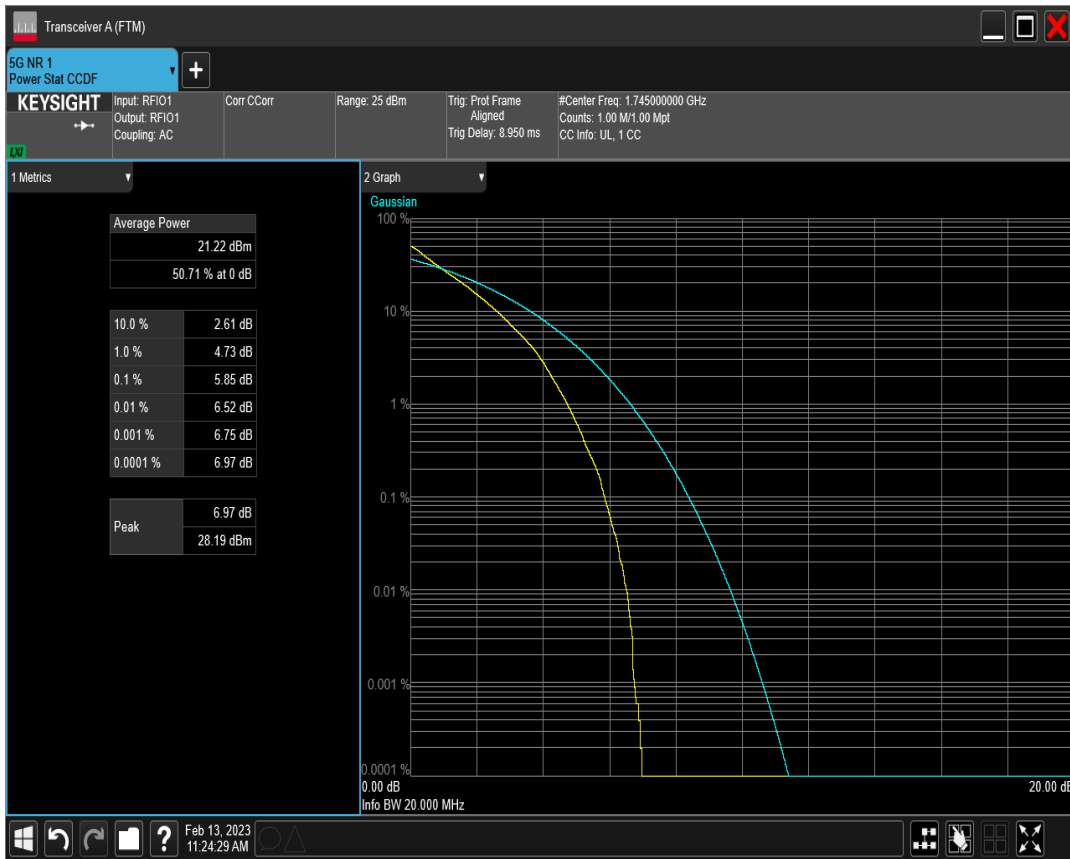 Transceiver A (FTM)
5G NR 1
Power Stat CCDF
+
KEYSIGHT
LXI
Input: RFIO1
Output: RFIO1
Coupling: AC
Corr CCorr
Range: 25 dBm
Trig: Prot Frame
Aligned
Trig Delay: 8.950 ms
#Center Freq: 1.745000000 GHz
Counts: 1.00 M/1.00 Mpt
CC Info: UL, 1 CC
1 Metrics
Average Power
21.22 dBm
50.71 % at 0 dB
10.0 % 2.61 dB
1.0 % 4.73 dB
0.1 % 5.85 dB
0.01 % 6.52 dB
0.001 % 6.75 dB
0.0001 % 6.97 dB
Peak
6.97 dB
28.19 dBm
2 Graph
Gaussian
100 %
10 %
1 %
0.1 %
0.01 %
0.001 %
0.0001 %
0.00 dB
20.00 dB
Info BW 20.000 MHz
?
Feb 13, 2023
11:24:29 AM